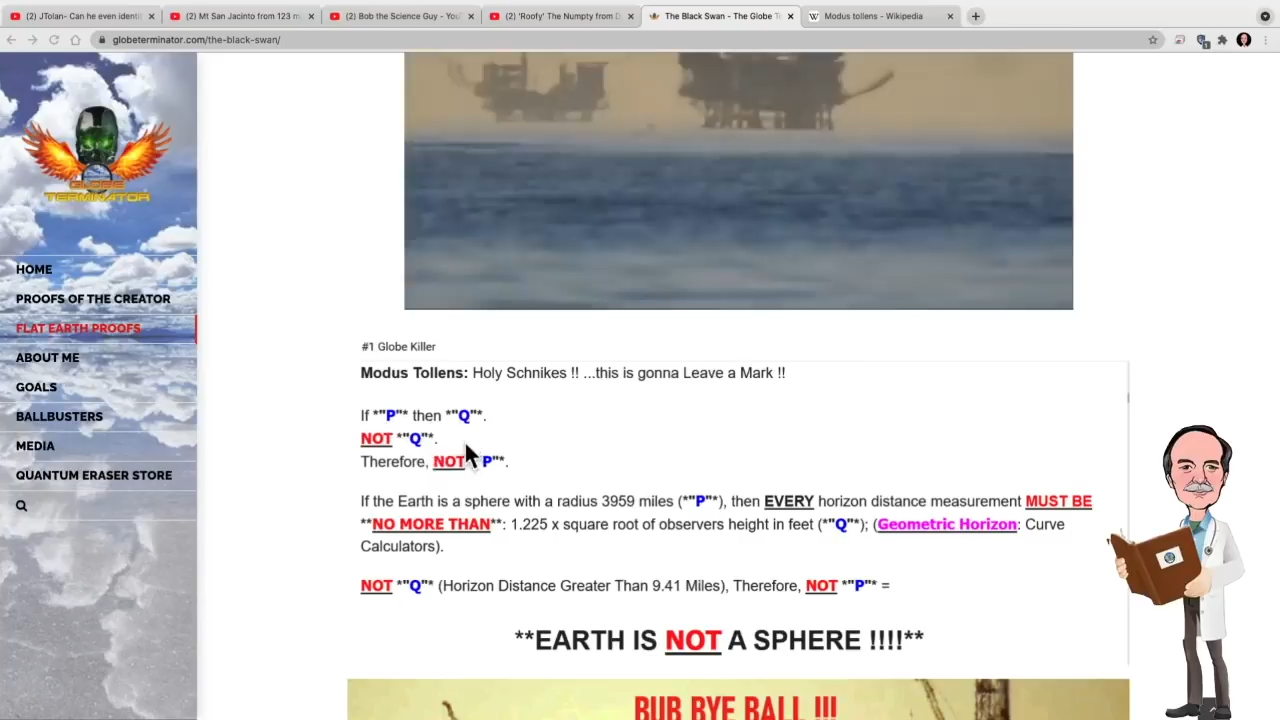 (2) JTolan- Can he even identi
(2) Mt San Jacinto from 123 m
(2) Bob the Science Guy - You
(2) 'Roofy' The Numpty from D
The Black Swan - The Globe Te
Modus tollens - Wikipedia
globeterminator.com/the-black-swan/
GLOBE
TERMINATOR
HOME
PROOFS OF THE CREATOR
FLAT EARTH PROOFS
ABOUT ME
GOALS
BALLBUSTERS
MEDIA
QUANTUM ERASER STORE
#1 Globe Killer
Modus Tollens: Holy Schnikes !! ...this is gonna Leave a Mark !!
If *"P"* then *"Q"*.
NOT *"Q"*.
Therefore, NOT P"*.
If the Earth is a sphere with a radius 3959 miles (*"P"*), then EVERY horizon distance measurement MUST BE
**NO MORE THAN**: 1.225 x square root of observers height in feet (*"Q"*); (Geometric Horizon: Curve
Calculators).
NOT *"Q"* (Horizon Distance Greater Than 9.41 Miles), Therefore, NOT *"P"* =
**EARTH IS NOT A SPHERE !!!!**
BUB BYE BALL !!!